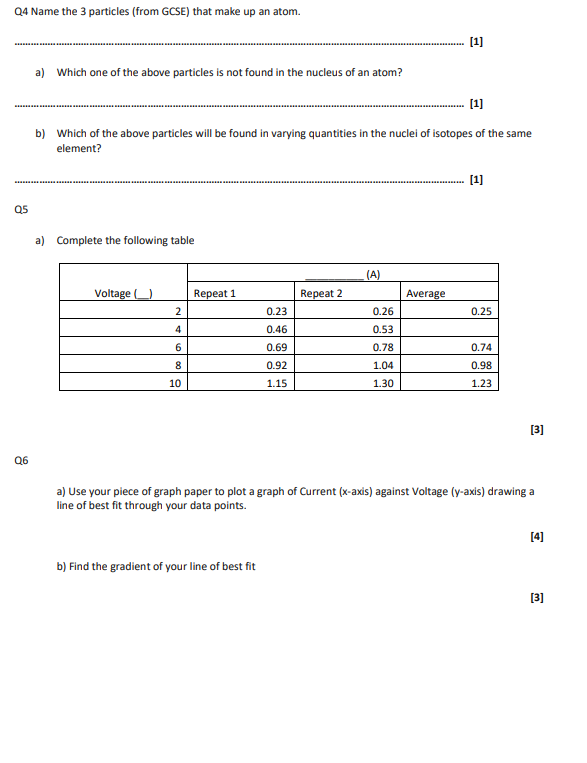 Q4 Name the 3 particles (from GCSE) that make up an atom.
................................................................................ [1]
a) Which one of the above particles is not found in the nucleus of an atom?
................................................................................ [1]
b) Which of the above particles will be found in varying quantities in the nuclei of isotopes of the same
element?
................................................................................ [1]
Q5
a) Complete the following table
__________ (A)
Voltage (__) Repeat 1 Repeat 2 Average
2 0.23 0.26 0.25
4 0.46 0.53
6 0.69 0.78 0.74
8 0.92 1.04 0.98
10 1.15 1.30 1.23
[3]
Q6
a) Use your piece of graph paper to plot a graph of Current (x-axis) against Voltage (y-axis) drawing a
line of best fit through your data points.
[4]
b) Find the gradient of your line of best fit
[3]